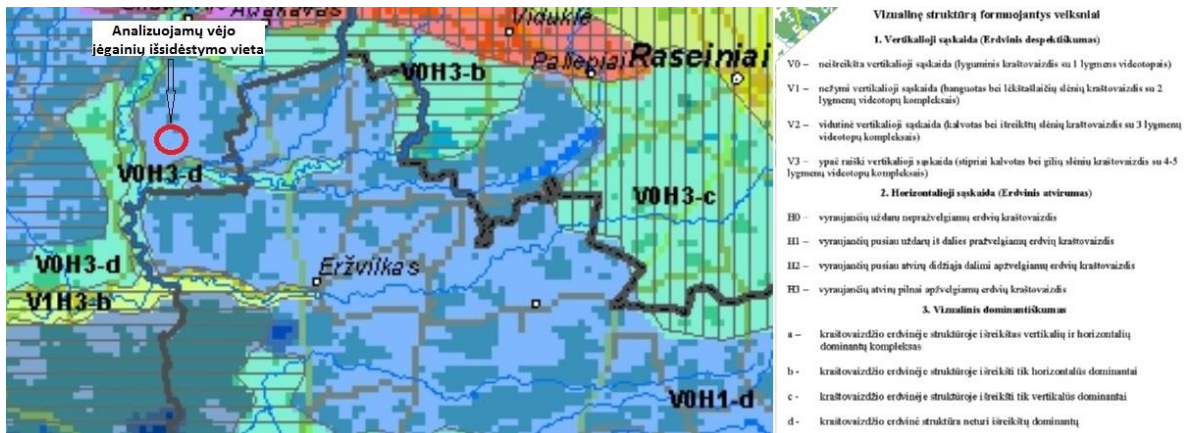 Analizuojamų vėjo
jėgainių išsidėstymo vieta
Viduklė
Raseiniai
Paliepiai
V0H3-b
V0H3-d
V0H3-c
V0H3-d
Eržvilkas
V1H3-b
V0H1-d
Vizualinę struktūrą formuojantys veiksniai
1. Vertikalioji sąskaida (Erdvinis despektiškumas)
V0 – neišreikšta vertikalioji sąskaida (lyguminis kraštovaizdis su 1 lygmens videotopais)
V1 – nežymi vertikalioji sąskaida (banguotas bei lėkštašlaičių slėnių kraštovaizdis su 2
lygmenų videotopų kompleksais)
V2 – vidutinė vertikalioji sąskaida (kalvotas bei išreikštų slėnių kraštovaizdis su 3 lygmenų
videotopų kompleksais)
V3 – ypač raiški vertikalioji sąskaida (stipriai kalvotas bei gilių slėnių kraštovaizdis su 4-5
lygmenų videotopų kompleksais)
2. Horizontalioji sąskaida (Erdvinis atvirumas)
H0 – vyraujančių uždarų nepražvelgiamų erdvių kraštovaizdis
H1 – vyraujančių pusiau uždarų iš dalies pražvelgiamų erdvių kraštovaizdis
H2 – vyraujančių pusiau atvirų didžiąja dalimi apžvelgiamų erdvių kraštovaizdis
H3 – vyraujančių atvirų pilnai apžvelgiamų erdvių kraštovaizdis
3. Vizualinis dominantiškumas
a – kraštovaizdžio erdvinėje struktūroje išreikštas vertikalių ir horizontalių
dominantų kompleksas
b - kraštovaizdžio erdvinėje struktūroje išreikšti tik horizontalūs dominantai
c - kraštovaizdžio erdvinėje struktūroje išreikšti tik vertikalūs dominantai
d - kraštovaizdžio erdvinė struktūra neturi išreikštų dominantų